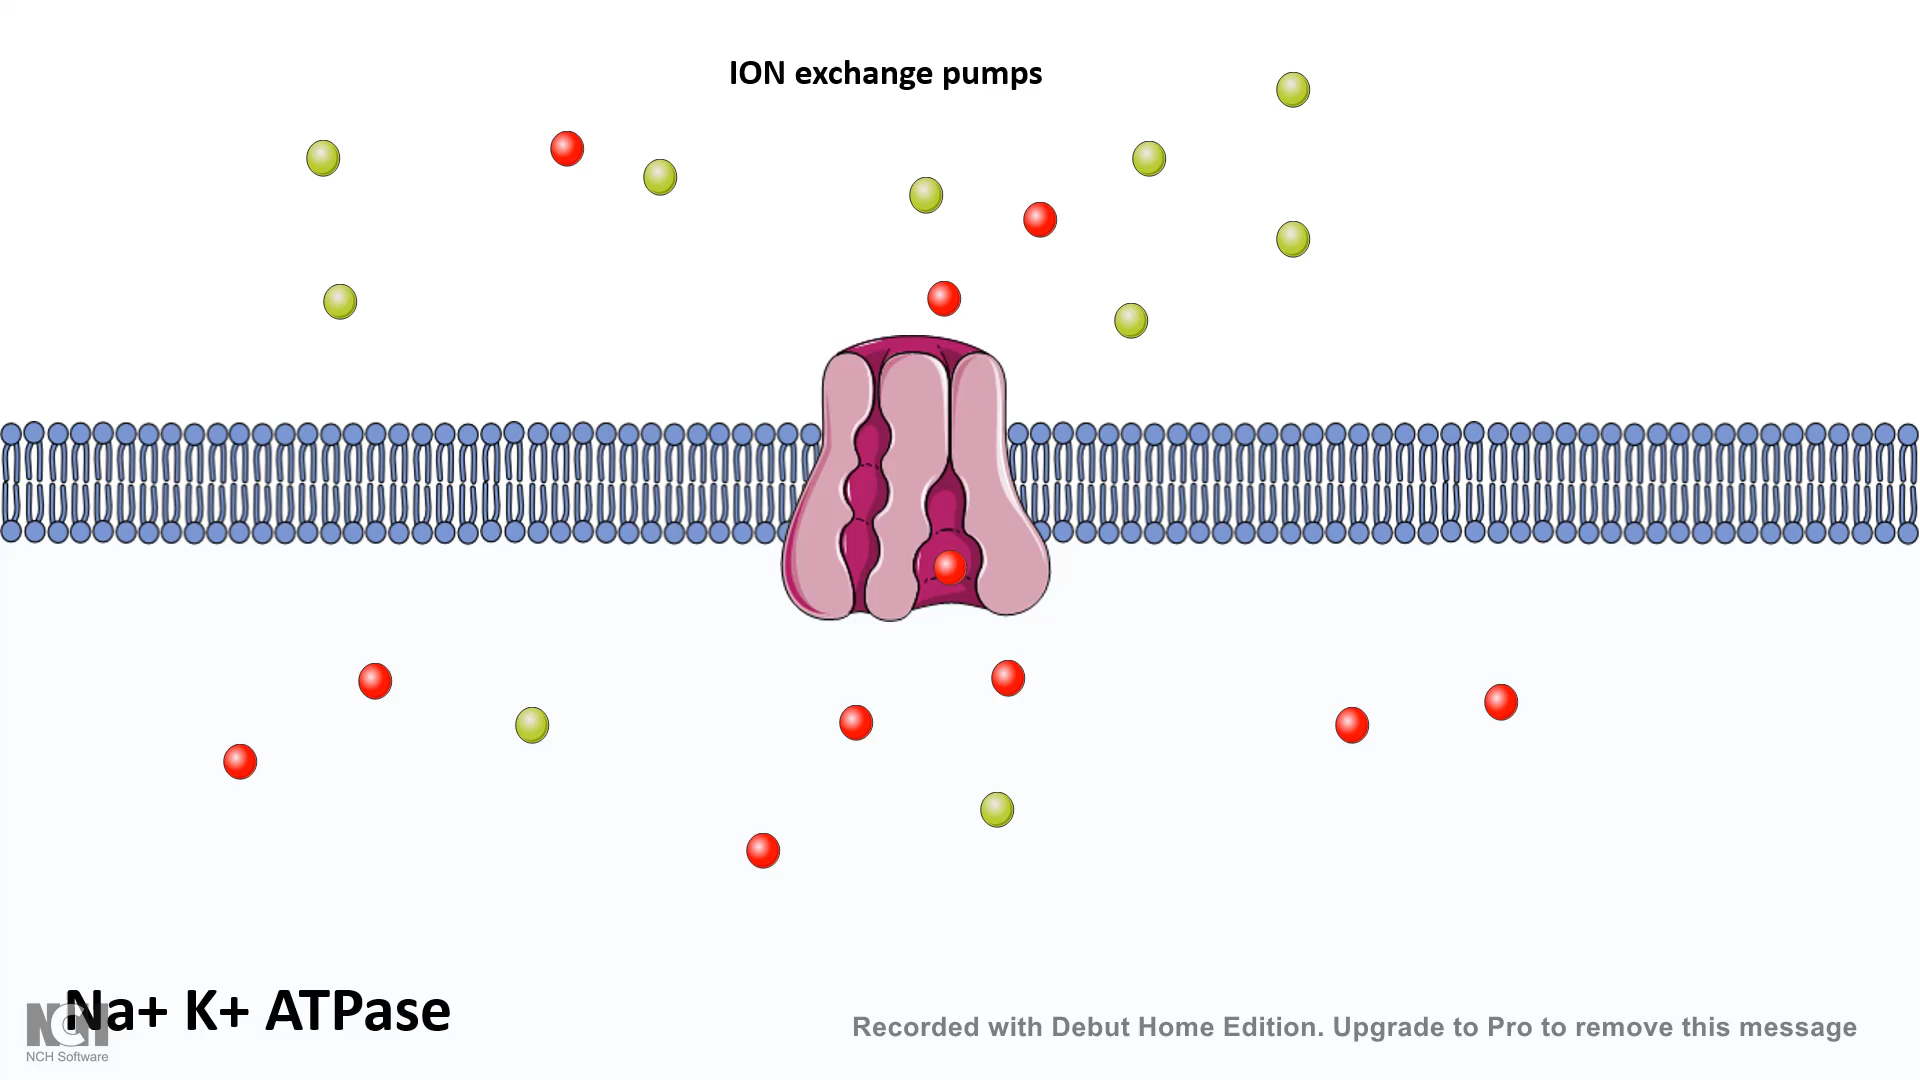 ION exchange pumps
Na+ K+ ATPase
NCH
NCH Software
Recorded with Debut Home Edition. Upgrade to Pro to remove this message